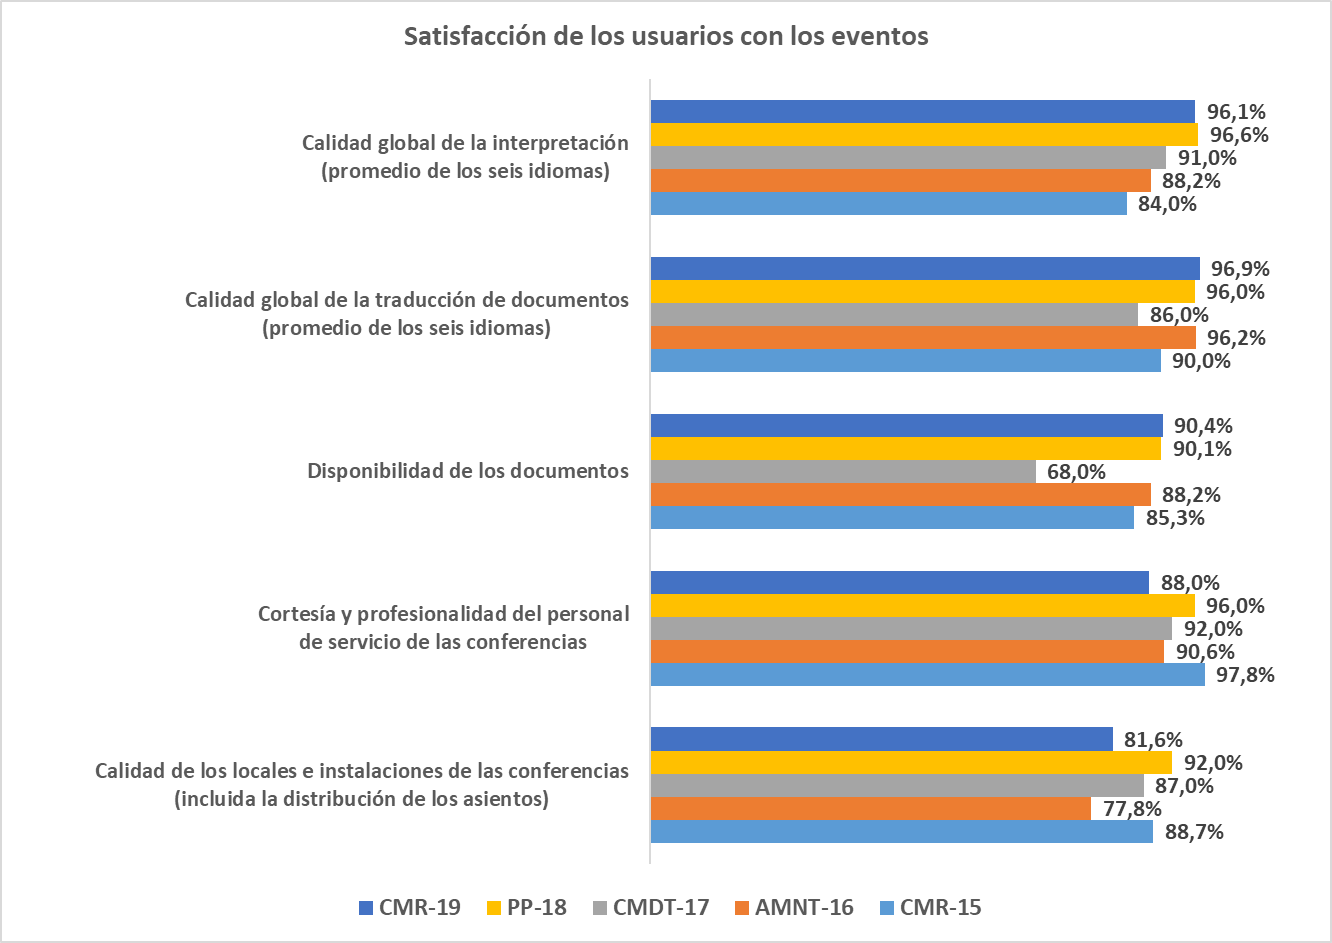 Satisfacción de los usuarios con los eventos
Calidad global de la interpretación
(promedio de los seis idiomas)
96,1%
96,6%
91,0%
88,2%
84,0%
Calidad global de la traducción de documentos
(promedio de los seis idiomas)
96,9%
96,0%
86,0%
96,2%
90,0%
Disponibilidad de los documentos
90,4%
90,1%
68,0%
88,2%
85,3%
Cortesía y profesionalidad del personal
de servicio de las conferencias
88,0%
96,0%
92,0%
90,6%
97,8%
Calidad de los locales e instalaciones de las conferencias
(incluida la distribución de los asientos)
81,6%
92,0%
87,0%
77,8%
88,7%
CMR-19 PP-18 CMDT-17 AMNT-16 CMR-15